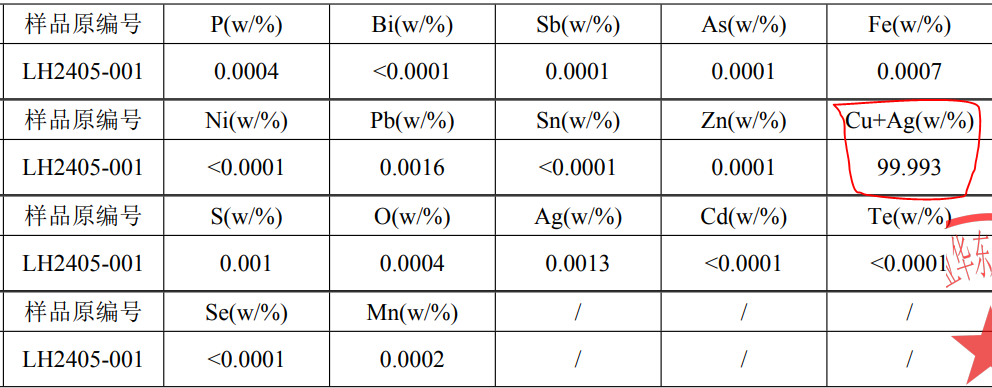 样品原编号 P(w/%) Bi(w/%) Sb(w/%) As(w/%) Fe(w/%)
LH2405-001 0.0004 <0.0001 0.0001 0.0001 0.0007
样品原编号 Ni(w/%) Pb(w/%) Sn(w/%) Zn(w/%) Cu+Ag(w/%)
LH2405-001 <0.0001 0.0016 <0.0001 0.0001 99.993
样品原编号 S(w/%) O(w/%) Ag(w/%) Cd(w/%) Te(w/%)
LH2405-001 0.001 0.0004 0.0013 <0.0001 <0.0001
样品原编号 Se(w/%) Mn(w/%) / / /
LH2405-001 <0.0001 0.0002 / / /
华东